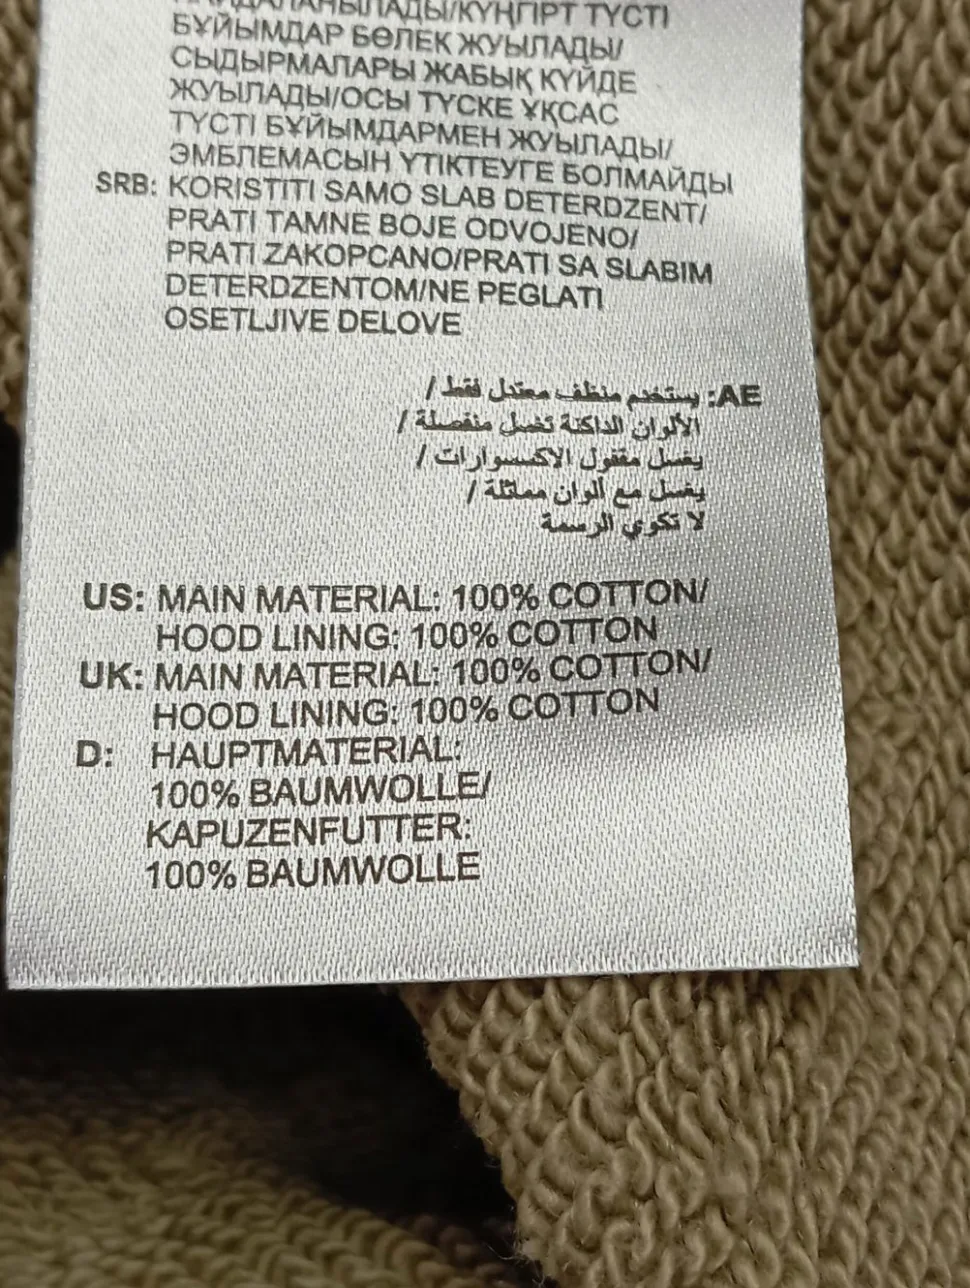 ТҮСТІ
БҰЙЫМДАР БӨЛЕК ЖУЫЛАДЫ/
СЫДЫРМАЛАРЫ ЖАБЫҚ КҮЙДЕ
ЖУЫЛАДЫ/ОСЫ ТҮСКЕ ҰҚСАС
ТҮСТІ БҰЙЫМДАРМЕН ЖУЫЛАДЫ/
ЭМБЛЕМАСЫН ҮТІКТЕУГЕ БОЛМАЙДЫ
SRB: KORISTITI SAMO SLAB DETERDZENT/
PRATI TAMNE BOJE ODVOJENO/
PRATI ZAKOPCANO/PRATI SA SLABIM
DETERDZENTOM/NE PEGLATI
OSETLJIVE DELOVE
AE: يستخدم منظف معتدل فقط /
الألوان الداكنة تغسل منفصلة /
يغسل مقفول الاكسسوارات /
يغسل مع ألوان مماثلة /
لا تكوي الرسمة
US: MAIN MATERIAL: 100% COTTON/
HOOD LINING: 100% COTTON
UK: MAIN MATERIAL: 100% COTTON/
HOOD LINING: 100% COTTON
D: HAUPTMATERIAL:
100% BAUMWOLLE/
KAPUZENFUTTER:
100% BAUMWOLLE